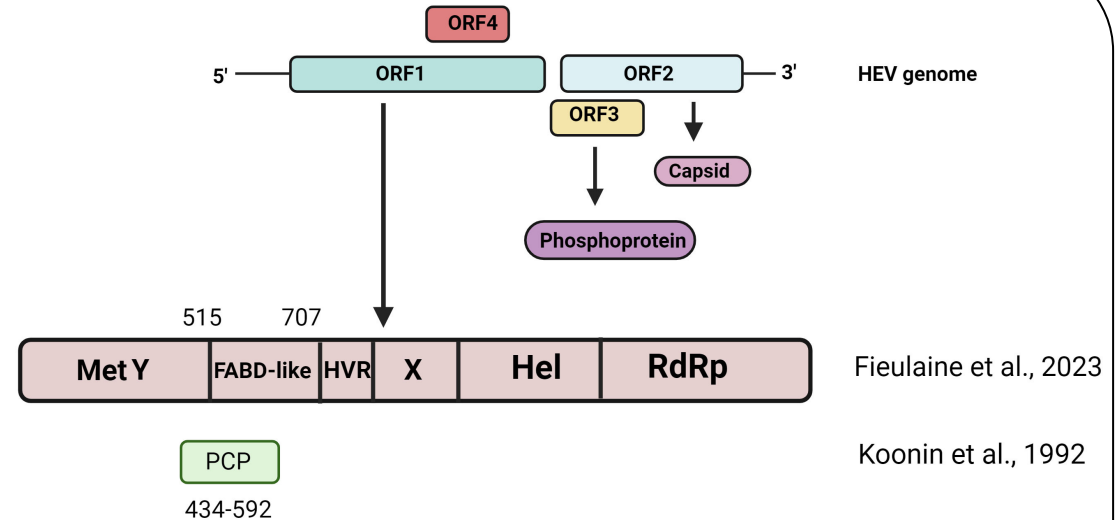 ORF4
5'
ORF1
ORF2
3'
HEV genome
ORF3
Capsid
Phosphoprotein
515
707
Met Y
FABD-like
HVR
X
Hel
RdRp
Fieulaine et al., 2023
PCP
Koonin et al., 1992
434-592